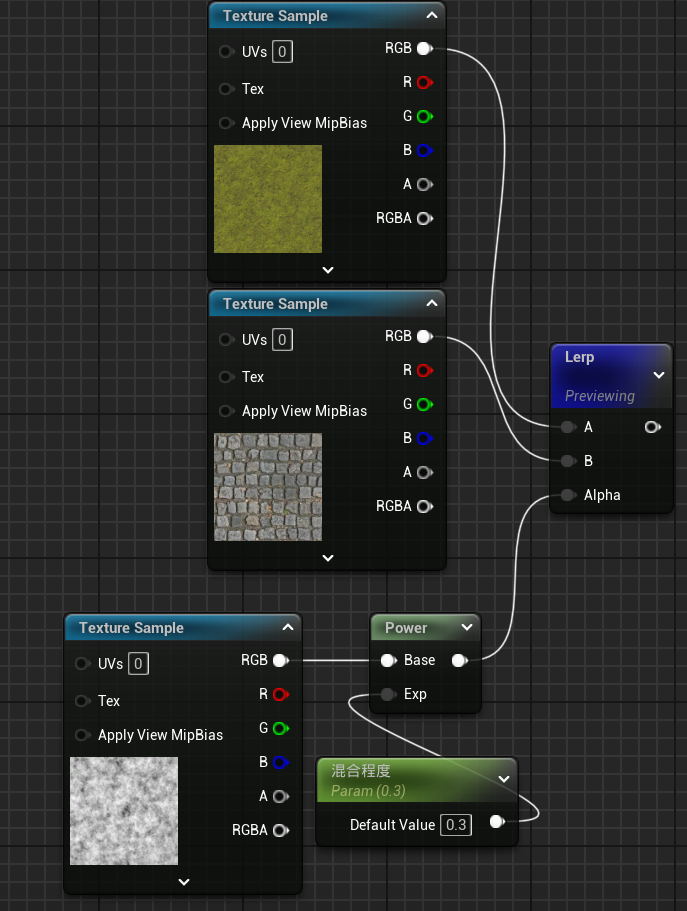 Texture Sample
UVs 0
RGB
Tex
R
Apply View MipBias
G
B
A
RGBA
Texture Sample
UVs 0
RGB
Tex
R
Apply View MipBias
G
B
A
RGBA
Lerp
Previewing
A
B
Alpha
Texture Sample
UVs 0
RGB
Tex
R
Apply View MipBias
G
B
A
RGBA
Power
Base
Exp
混合程度
Param (0.3)
Default Value 0.3